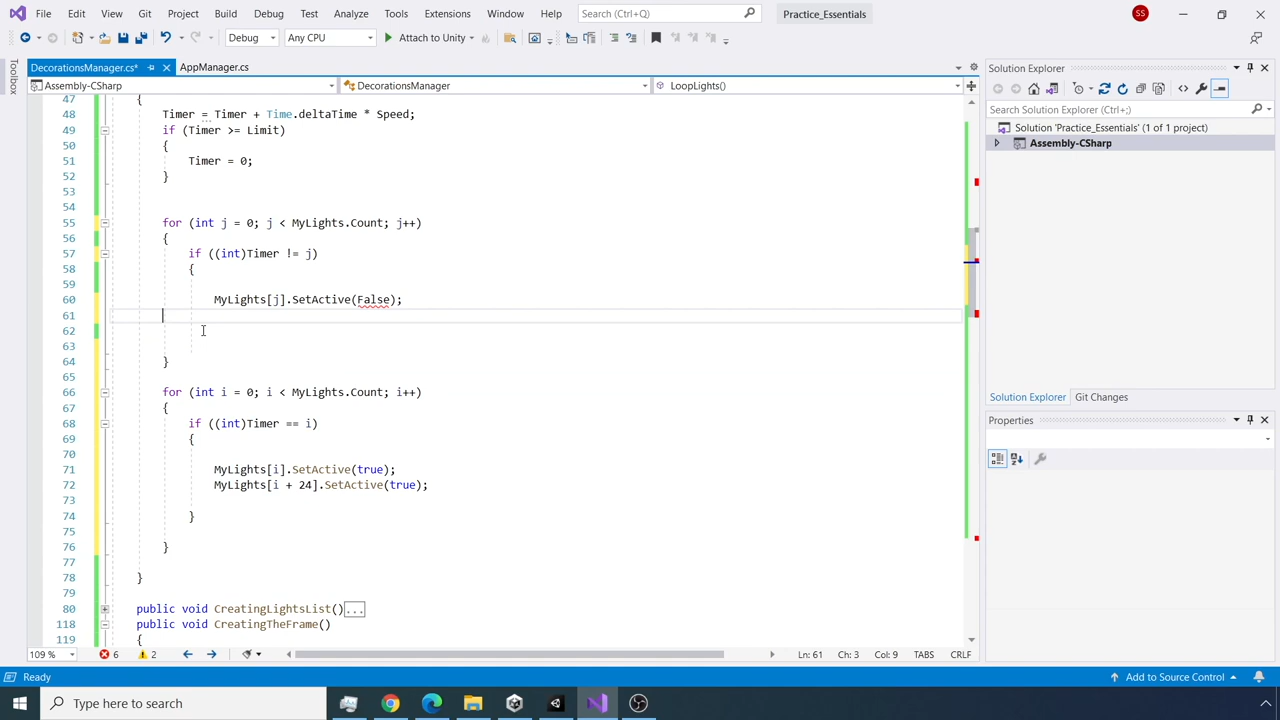 File Edit View Git Project Build Debug Test Analyze Tools Extensions Window Help Search (Ctrl+Q) Practice_Essentials SS
Debug Any CPU Attach to Unity
Toolbox
DecorationsManager.cs* AppManager.cs
Assembly-CSharp DecorationsManager LoopLights()
47 {
48 Timer = Timer + Time.deltaTime * Speed;
49 if (Timer >= Limit)
50 {
51 Timer = 0;
52 }
53
54
55 for (int j = 0; j < MyLights.Count; j++)
56 {
57 if ((int)Timer != j)
58 {
59
60 MyLights[j].SetActive(False);
61
62
63
64 }
65
66 for (int i = 0; i < MyLights.Count; i++)
67 {
68 if ((int)Timer == i)
69 {
70
71 MyLights[i].SetActive(true);
72 MyLights[i + 24].SetActive(true);
73
74 }
75
76 }
77
78 }
79
80 public void CreatingLightsList()...
118 public void CreatingTheFrame()
119 {
109 % 6 2 Ln: 61 Ch: 3 Col: 9 TABS CRLF
Solution Explorer
Search Solution Explorer (Ctrl+;)
Solution 'Practice_Essentials' (1 of 1 project)
Assembly-CSharp
Solution Explorer Git Changes
Properties
Ready Add to Source Control
Type here to search